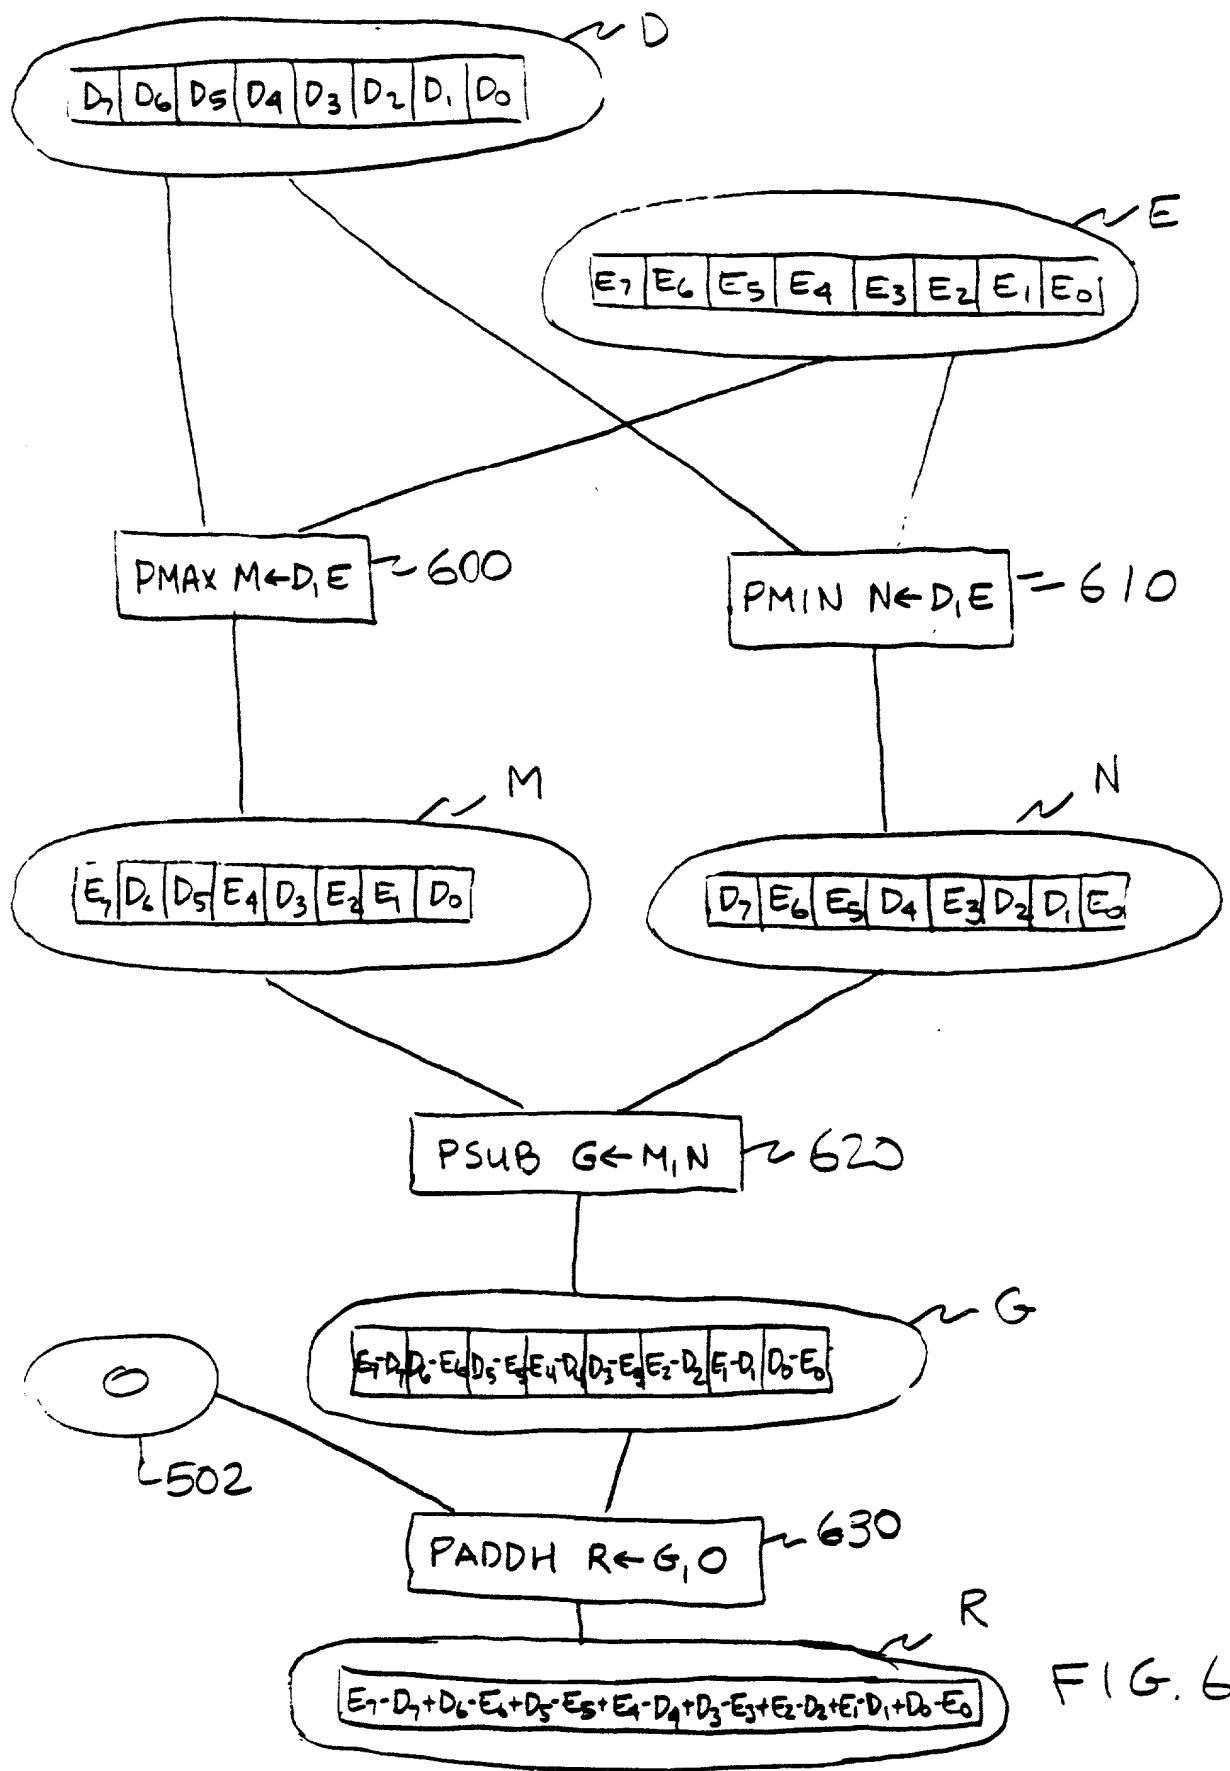 D
D7 D6 D5 D4 D3 D2 D1 D0
E
E7 E6 E5 E4 E3 E2 E1 E0
PMAX M←D,E 600
PMIN N←D,E 610
M
N
E7 D6 D5 E4 D3 E2 E1 D0
D7 E6 E5 D4 E3 D2 D1 E0
PSUB G←M,N 620
G
E7-D7 D6-E6 D5-E5 E4-D4 D3-E3 E2-D2 E1-D1 D0-E0
0
502
PADDH R←G,0 630
R
E7-D7+D6-E6+D5-E5+E4-D4+D3-E3+E2-D2+E1-D1+D0-E0
FIG. 6